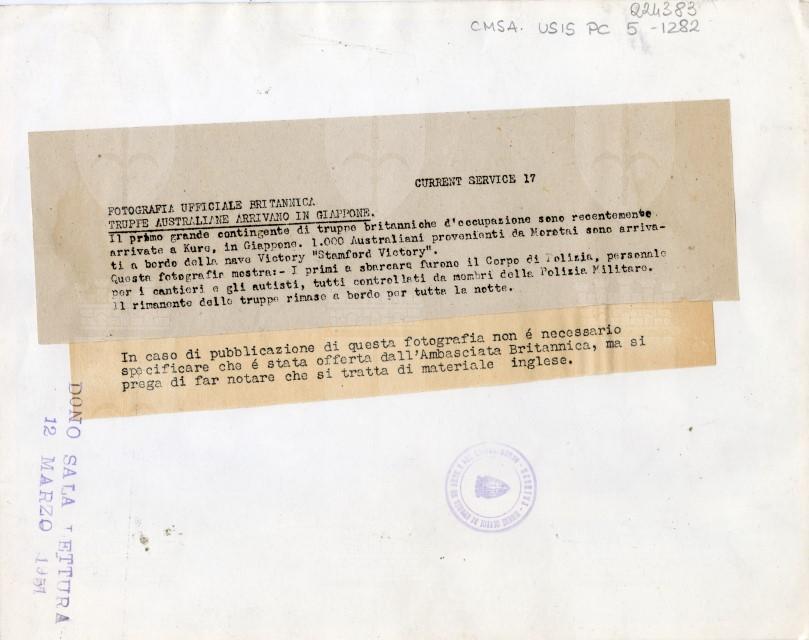 Q24383
CMSA. USIS PC 5-1282
CURRENT SERVICE 17
FOTOGRAFIA UFFICIALE BRITANNICA
TRUPPE AUSTRALIANE ARRIVANO IN GIAPPONE.
Il primo grande contingente di truppe britanniche d'occupazione sono recentemente
arrivate a Kure, in Giappone. 1.000 Australiani provenienti da Morotai sono arriva-
ti a bordo della nave Victory "Stamford Victory".
Questa fotografia mostra:- I primi a sbarcare furono il Corpo di Polizia, personale
per i cantieri e gli autisti, tutti controllati da membri della Polizia Militare.
Il rimanente delle truppe rimase a bordo per tutta la notte.
In caso di pubblicazione di questa fotografia non é necessario
specificare che é stata offerta dall'Ambasciata Britannica, ma si
prega di far notare che si tratta di materiale inglese.
DONO SALA LETTURA
12 MARZO